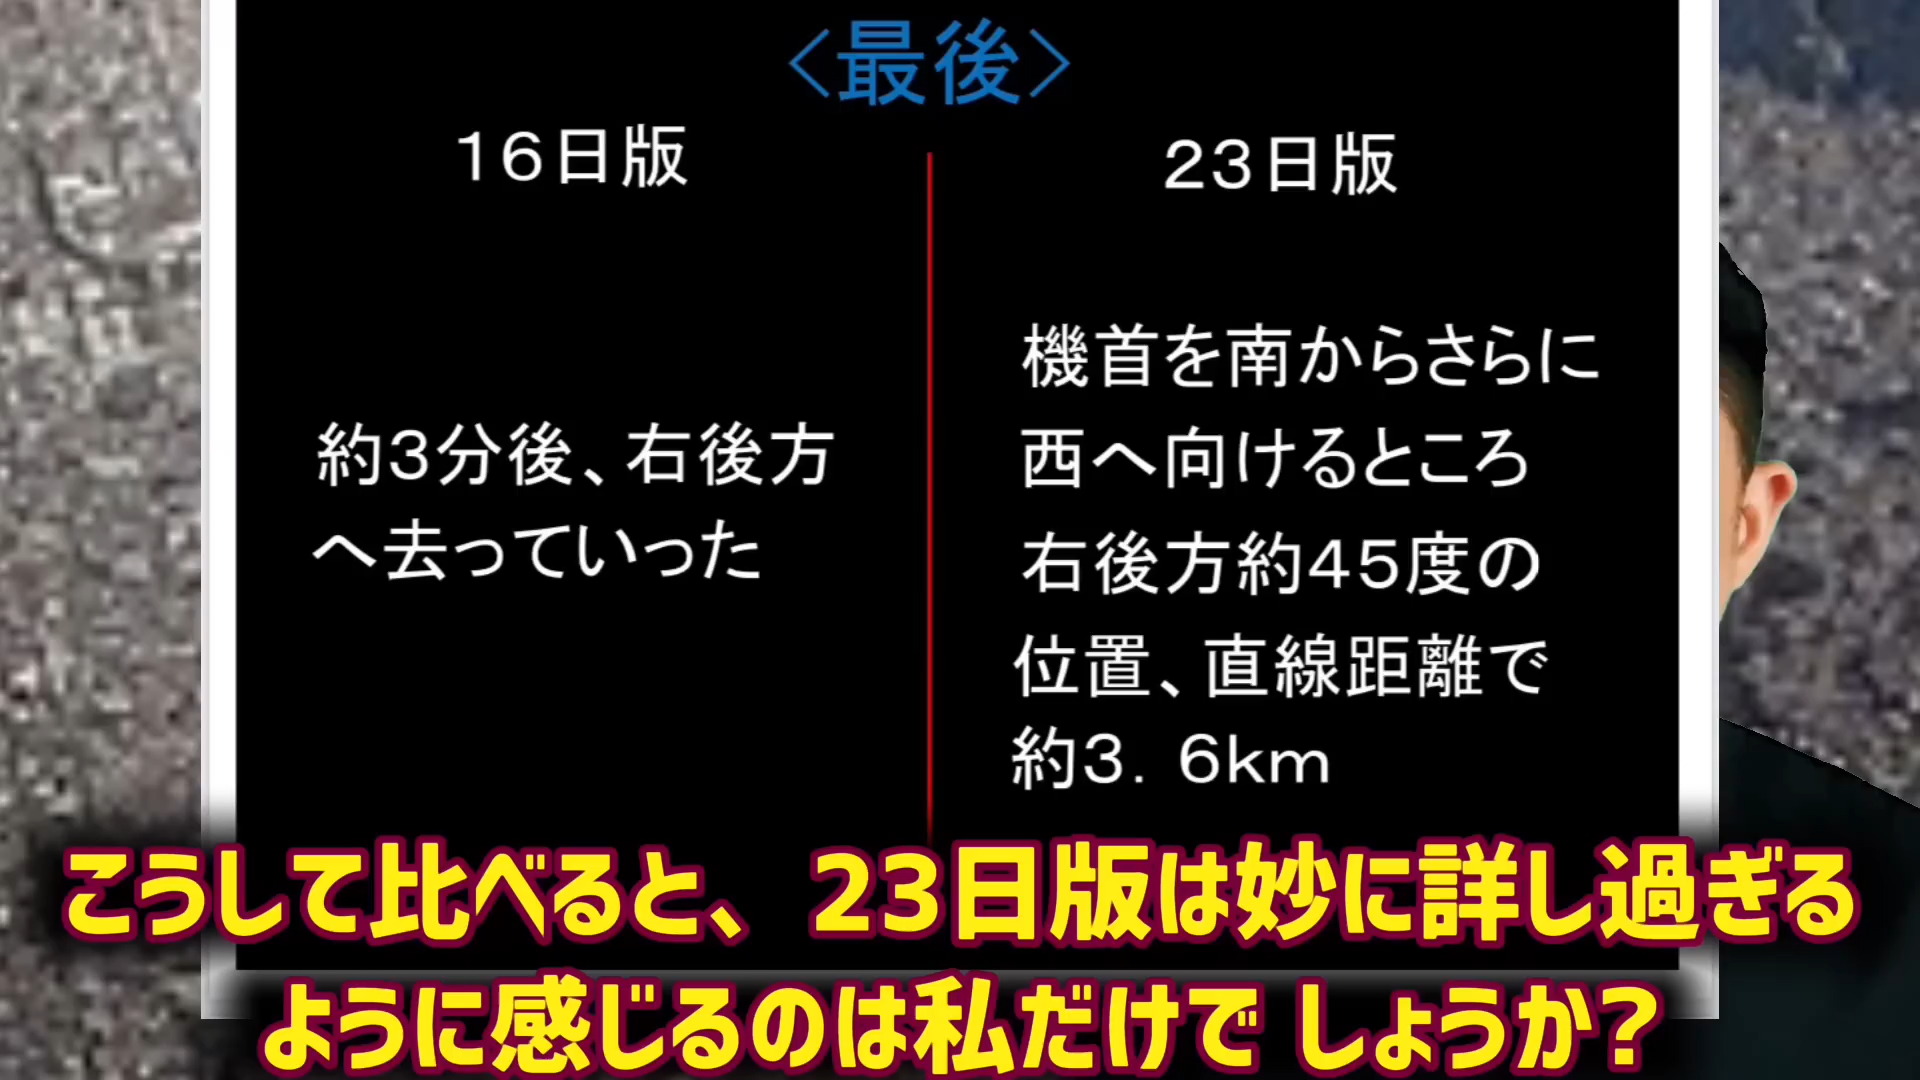 〈最後〉
16日版
23日版
約3分後、右後方
へ去っていった
機首を南からさらに
西へ向けるところ
右後方約45度の
位置、直線距離で
約3．6km
こうして比べると、23日版は妙に詳し過ぎる
ように感じるのは私だけでしょうか?